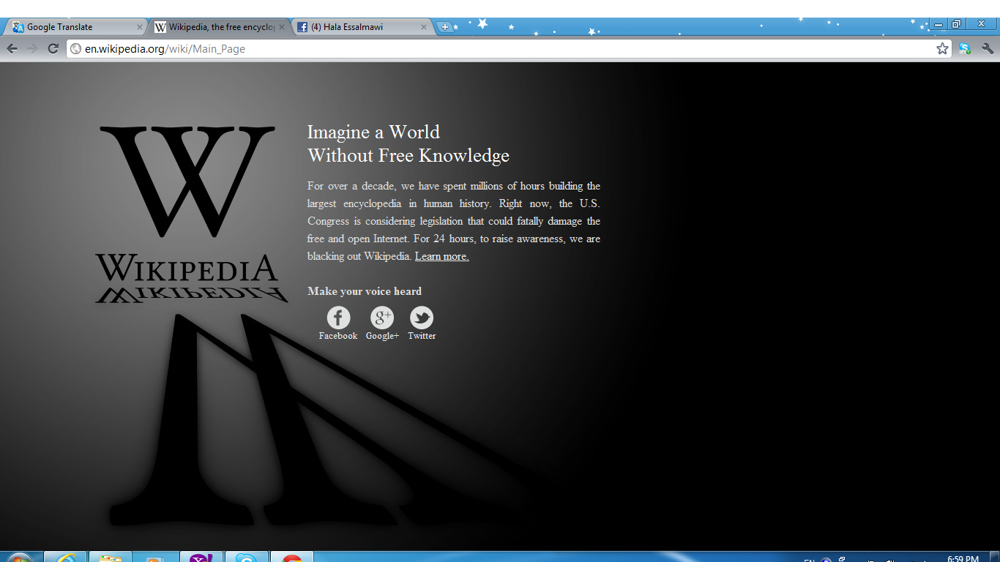 Google Translate
Wikipedia, the free encyclop
(4) Hala Essalmawi
en.wikipedia.org/wiki/Main_Page
W
WIKIPEDIA
Imagine a World
Without Free Knowledge
For over a decade, we have spent millions of hours building the
largest encyclopedia in human history. Right now, the U.S.
Congress is considering legislation that could fatally damage the
free and open Internet. For 24 hours, to raise awareness, we are
blacking out Wikipedia. Learn more.
Make your voice heard
Facebook Google+ Twitter
EN
6:59 PM